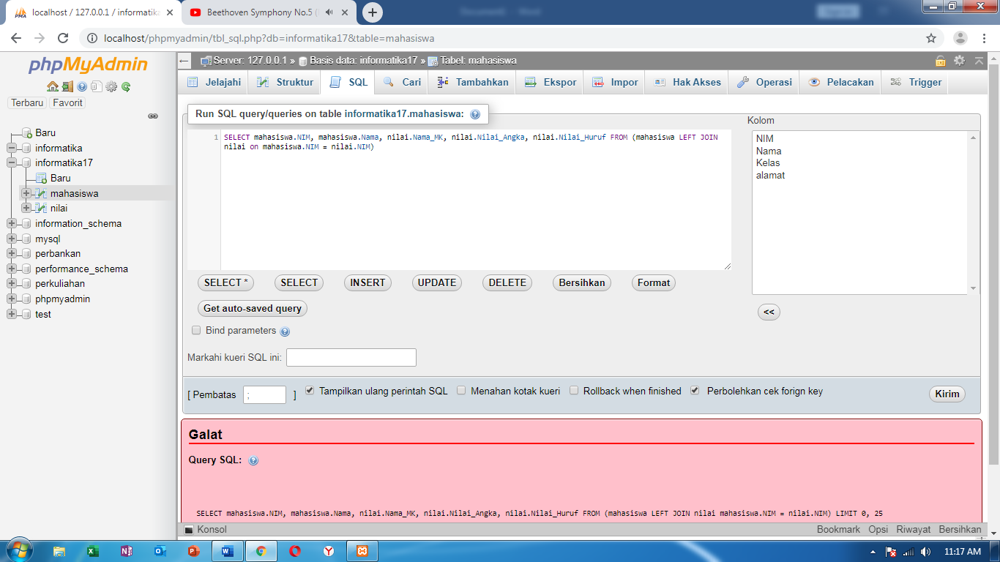 localhost / 127.0.0.1 / informatika
Beethoven Symphony No.5 (
localhost/phpmyadmin/tbl_sql.php?db=informatika17&table=mahasiswa
phpMyAdmin
Terbaru Favorit
Baru
informatika
informatika17
Baru
mahasiswa
nilai
information_schema
mysql
perbankan
performance_schema
perkuliahan
phpmyadmin
test
Server: 127.0.0.1 » Basis data: informatika17 » Tabel: mahasiswa
Jelajahi Struktur SQL Cari Tambahkan Ekspor Impor Hak Akses Operasi Pelacakan Trigger
Run SQL query/queries on table informatika17.mahasiswa:
1 SELECT mahasiswa.NIM, mahasiswa.Nama, nilai.Nama_MK, nilai.Nilai_Angka, nilai.Nilai_Huruf FROM (mahasiswa LEFT JOIN
nilai on mahasiswa.NIM = nilai.NIM)
Kolom
NIM
Nama
Kelas
alamat
SELECT * SELECT INSERT UPDATE DELETE Bersihkan Format
Get auto-saved query
<<
Bind parameters
Markahi kueri SQL ini:
[ Pembatas ; ] Tampilkan ulang perintah SQL Menahan kotak kueri Rollback when finished Perbolehkan cek forign key Kirim
Galat
Query SQL:
SELECT mahasiswa.NIM, mahasiswa.Nama, nilai.Nama_MK, nilai.Nilai_Angka, nilai.Nilai_Huruf FROM (mahasiswa LEFT JOIN nilai mahasiswa.NIM = nilai.NIM) LIMIT 0, 25
Konsol Bookmark Opsi Riwayat Bersihkan
11:17 AM